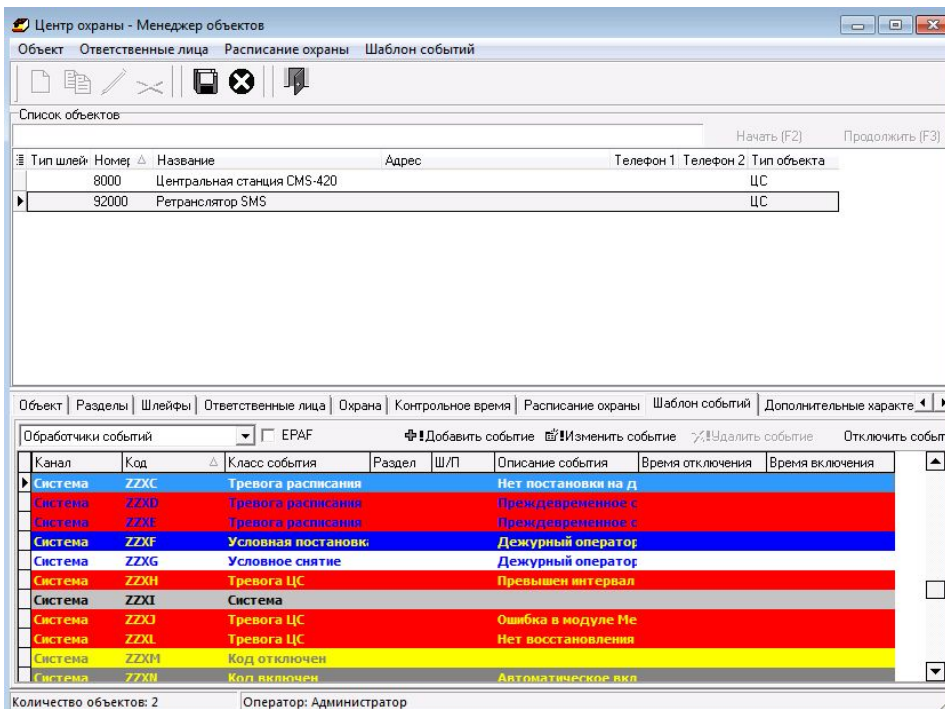 Центр охраны - Менеджер объектов
Объект Ответственные лица Расписание охраны Шаблон событий
Список объектов
Начать (F2) Продолжить (F3)
Тип шлей Номер Название Адрес Телефон 1 Телефон 2 Тип объекта
8000 Центральная станция CMS-420 ЦС
92000 Ретранслятор SMS ЦС
Объект Разделы Шлейфы Ответственные лица Охрана Контрольное время Расписание охраны Шаблон событий Дополнительные характе
Обработчики событий EPAF Добавить событие Изменить событие Удалить событие Отключить событ
Канал Код Класс события Раздел Ш/П Описание события Время отключения Время включения
Система ZZXC Тревога расписания Нет постановки на д
Система ZZXD Тревога расписания Преждевременное с
Система ZZXE Тревога расписания Преждевременное с
Система ZZXF Условная постановка Дежурный оператор
Система ZZXG Условное снятие Дежурный оператор
Система ZZXH Тревога ЦС Превышен интервал
Система ZZXI Система
Система ZZXJ Тревога ЦС Ошибка в модуле Ме
Система ZZXL Тревога ЦС Нет восстановления
Система ZZXM Код отключен
Система ZZXN Код включен Автоматическое вкл
Количество объектов: 2 Оператор: Администратор